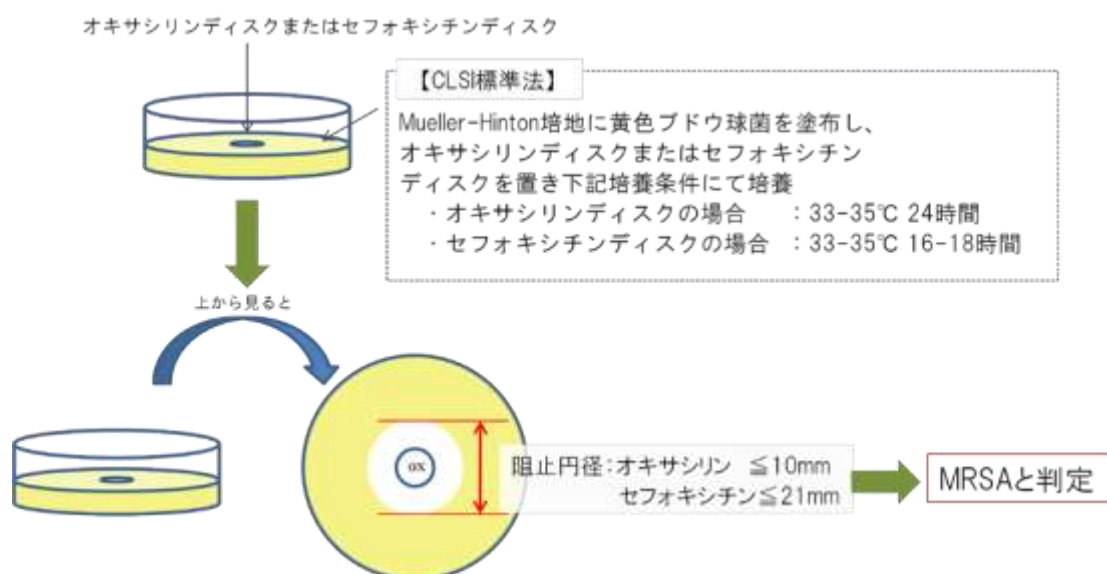 オキサシリンディスクまたはセフォキシチンディスク
【CLSI標準法】
Mueller-Hinton培地に黄色ブドウ球菌を塗布し、
オキサシリンディスクまたはセフォキシチン
ディスクを置き下記培養条件にて培養
・オキサシリンディスクの場合 :33-35℃ 24時間
・セフォキシチンディスクの場合 :33-35℃ 16-18時間
上から見ると
OX
阻止円径:オキサシリン ≦10mm
セフォキシチン≦21mm
MRSAと判定